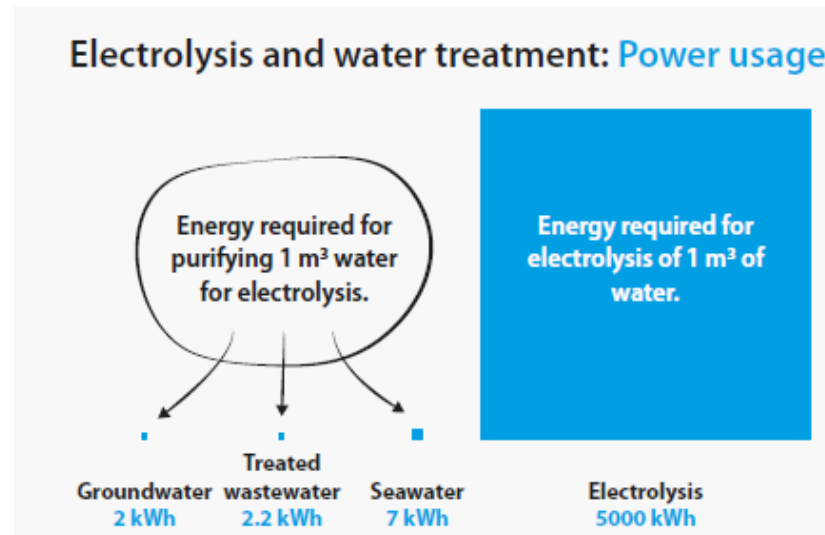 Electrolysis and water treatment: Power usage
Energy required for
purifying 1 m³ water
for electrolysis.
Energy required for
electrolysis of 1 m³ of
water.
Groundwater
2 kWh
Treated
wastewater
2.2 kWh
Seawater
7 kWh
Electrolysis
5000 kWh